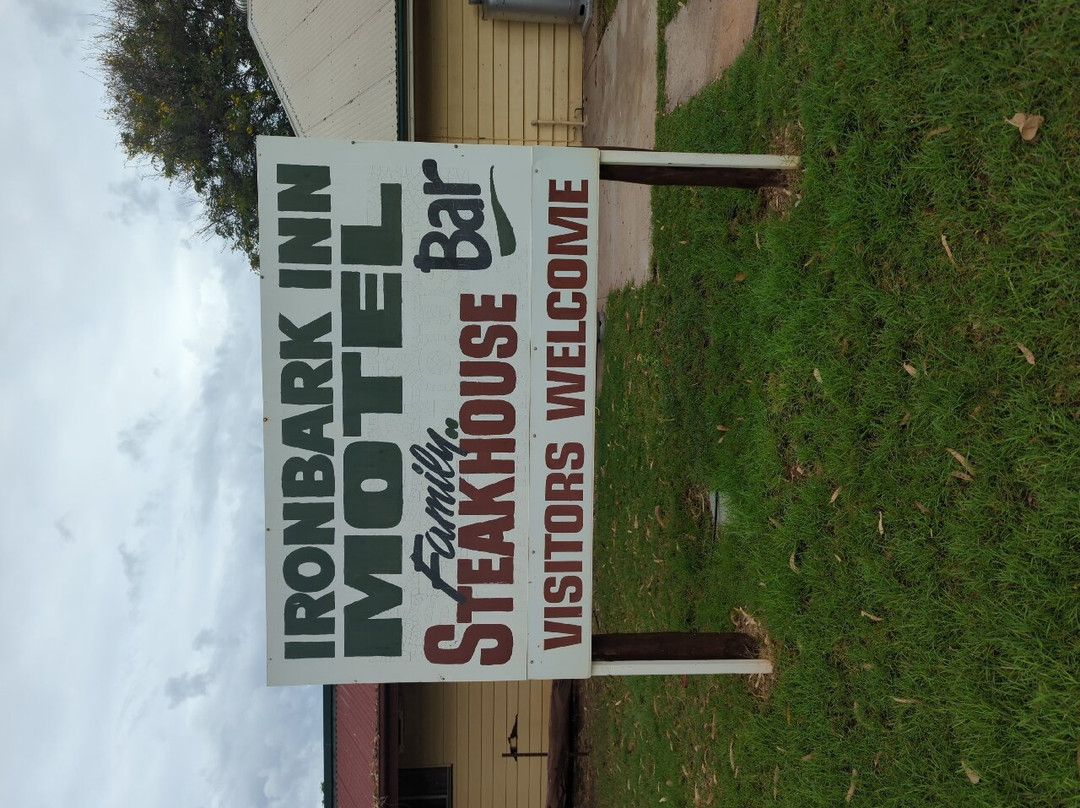 IRONBARK INN
MOTEL
Family..
STEAKHOUSE Bar
VISITORS WELCOME